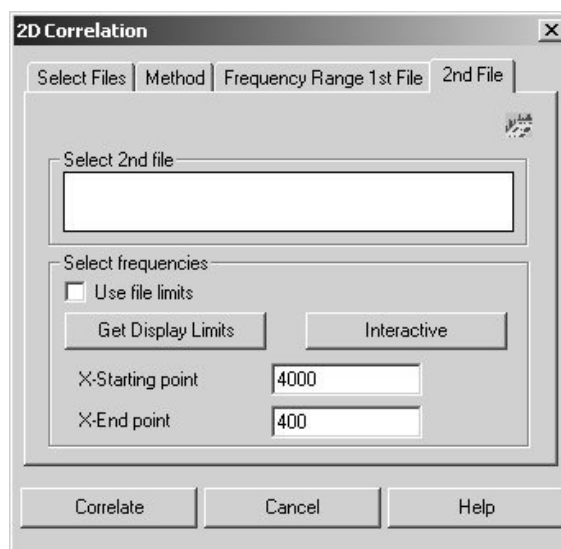 2D Correlation
Select Files Method Frequency Range 1st File 2nd File
Select 2nd file
Select frequencies
Use file limits
Get Display Limits Interactive
X-Starting point 4000
X-End point 400
Correlate Cancel Help